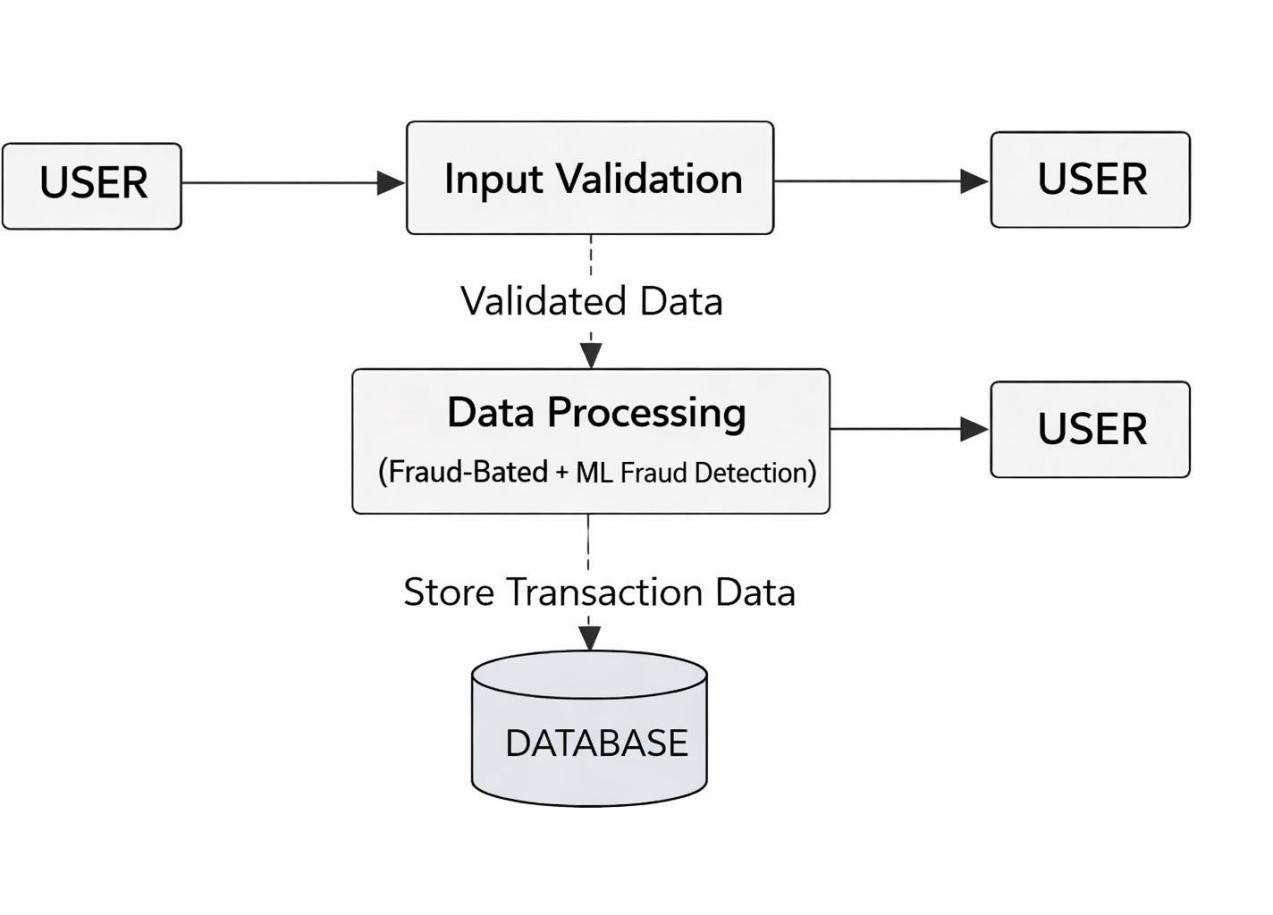 USER
Input Validation
USER
Validated Data
Data Processing
(Fraud-Bated + ML Fraud Detection)
USER
Store Transaction Data
DATABASE